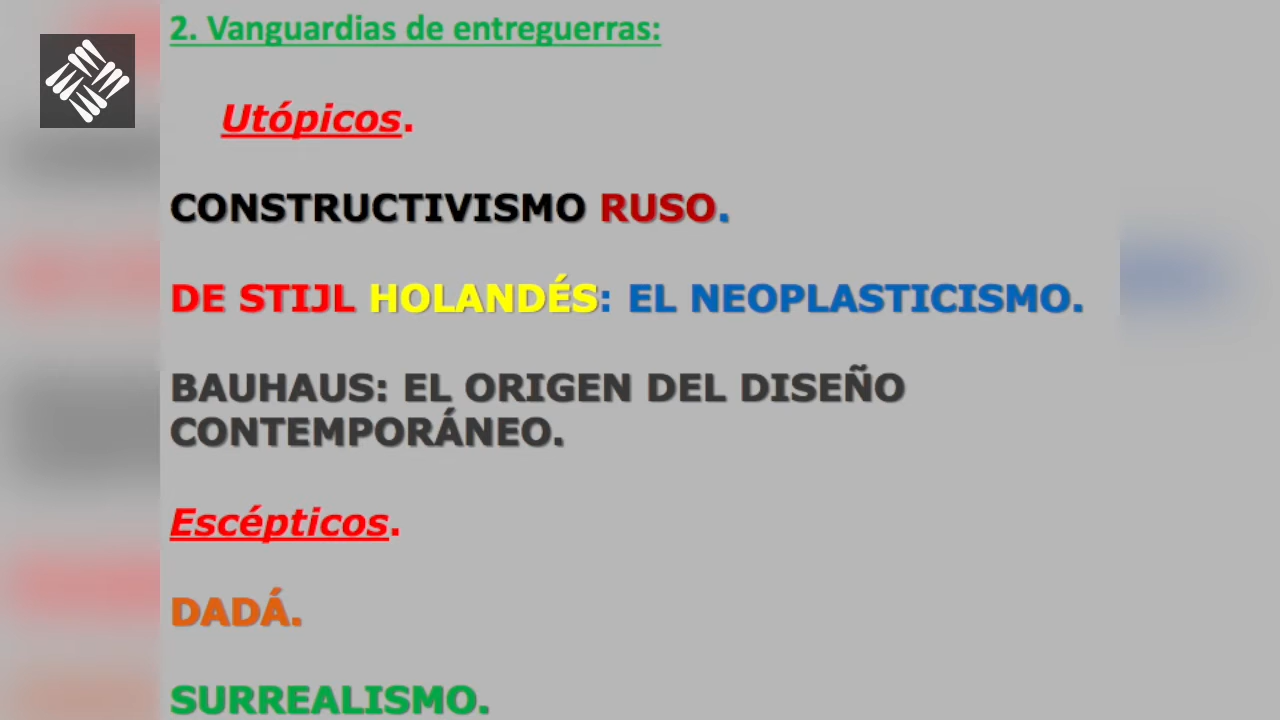 2. Vanguardias de entreguerras:
Utópicos.
CONSTRUCTIVISMO RUSO.
DE STIJL HOLANDÉS: EL NEOPLASTICISMO.
BAUHAUS: EL ORIGEN DEL DISEÑO
CONTEMPORÁNEO.
Escépticos.
DADÁ.
SURREALISMO.